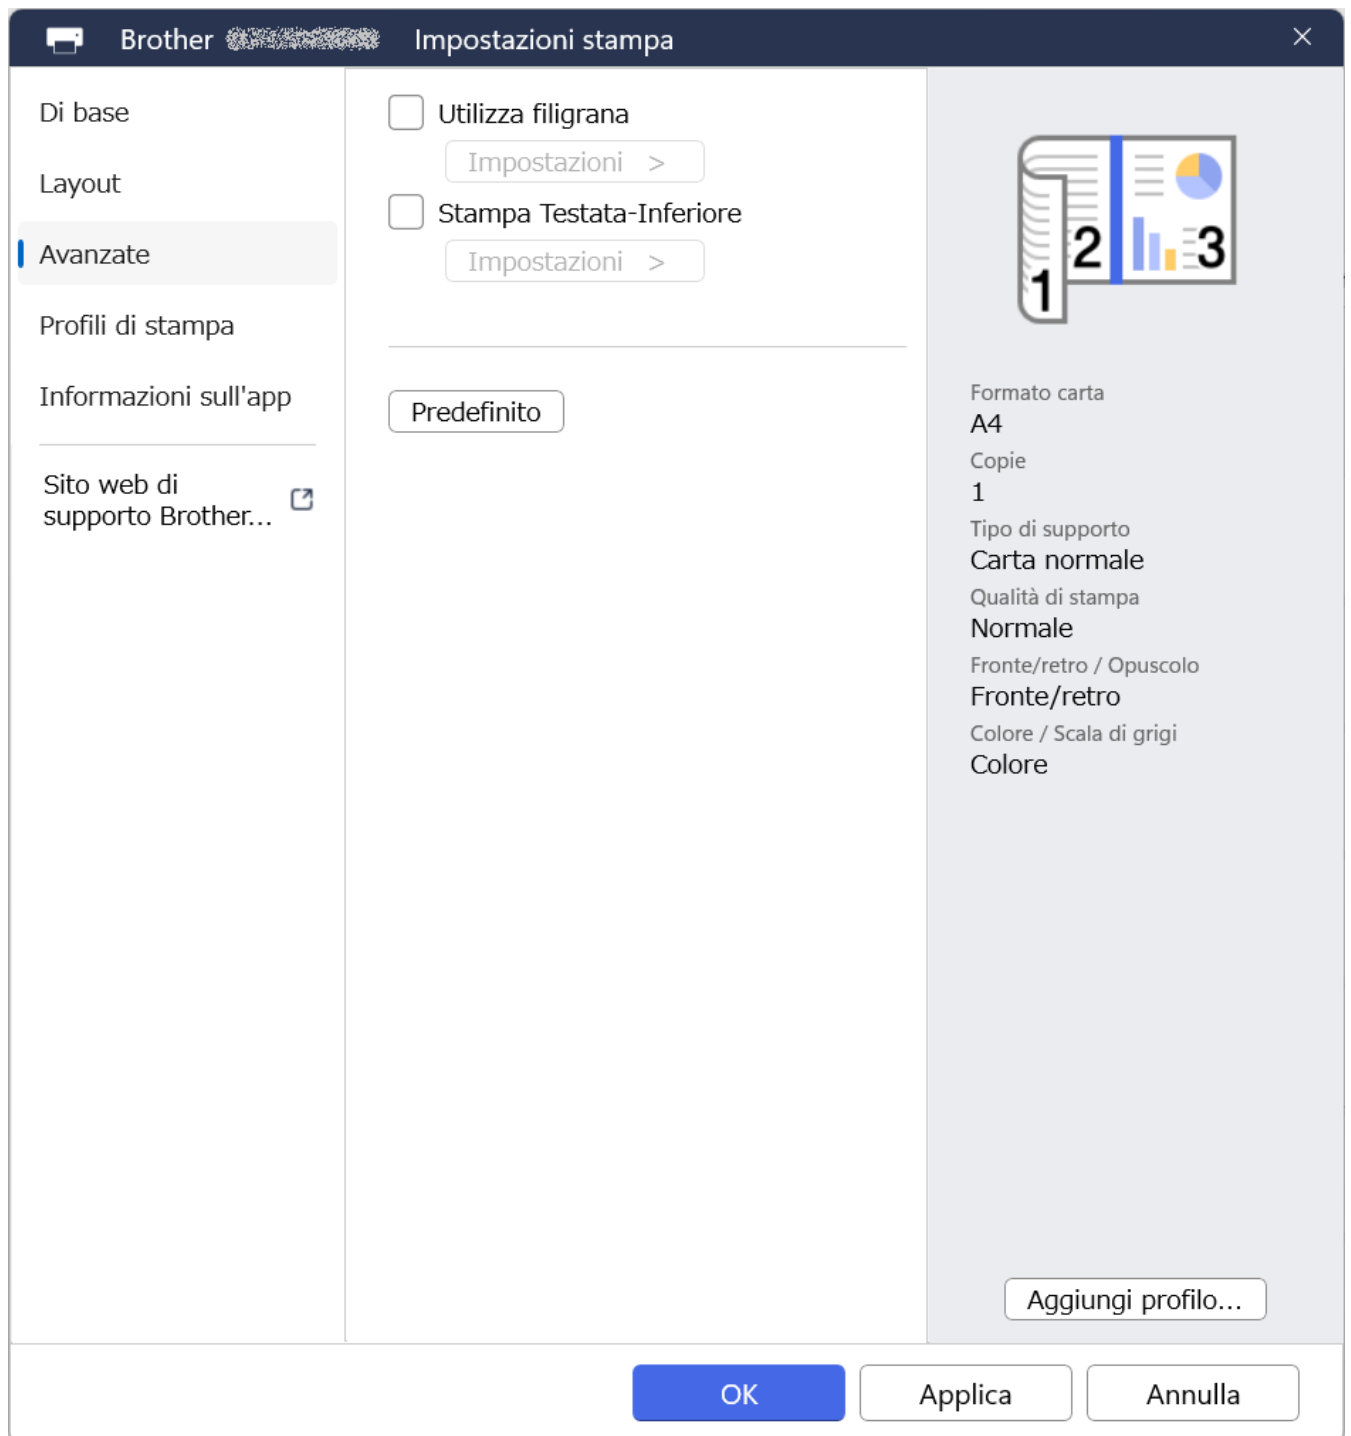 Brother Impostazioni stampa
Di base
Layout
Avanzate
Profili di stampa
Informazioni sull'app
Sito web di
supporto Brother...
Utilizza filigrana
Impostazioni >
Stampa Testata-Inferiore
Impostazioni >
Predefinito
1
2
3
Formato carta
A4
Copie
1
Tipo di supporto
Carta normale
Qualità di stampa
Normale
Fronte/retro / Opuscolo
Fronte/retro
Colore / Scala di grigi
Colore
Aggiungi profilo...
OK
Applica
Annulla